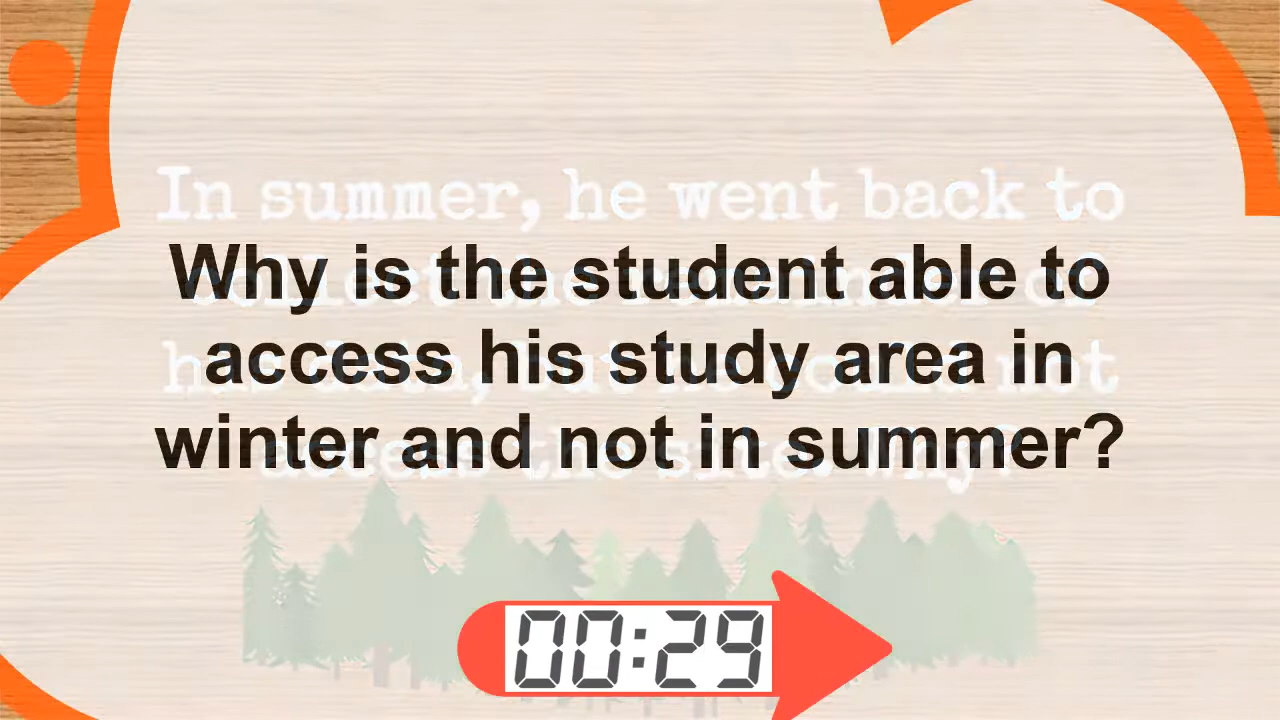 In summer, he went back to
Why is the student able to
access his study area in
winter and not in summer?
00:29